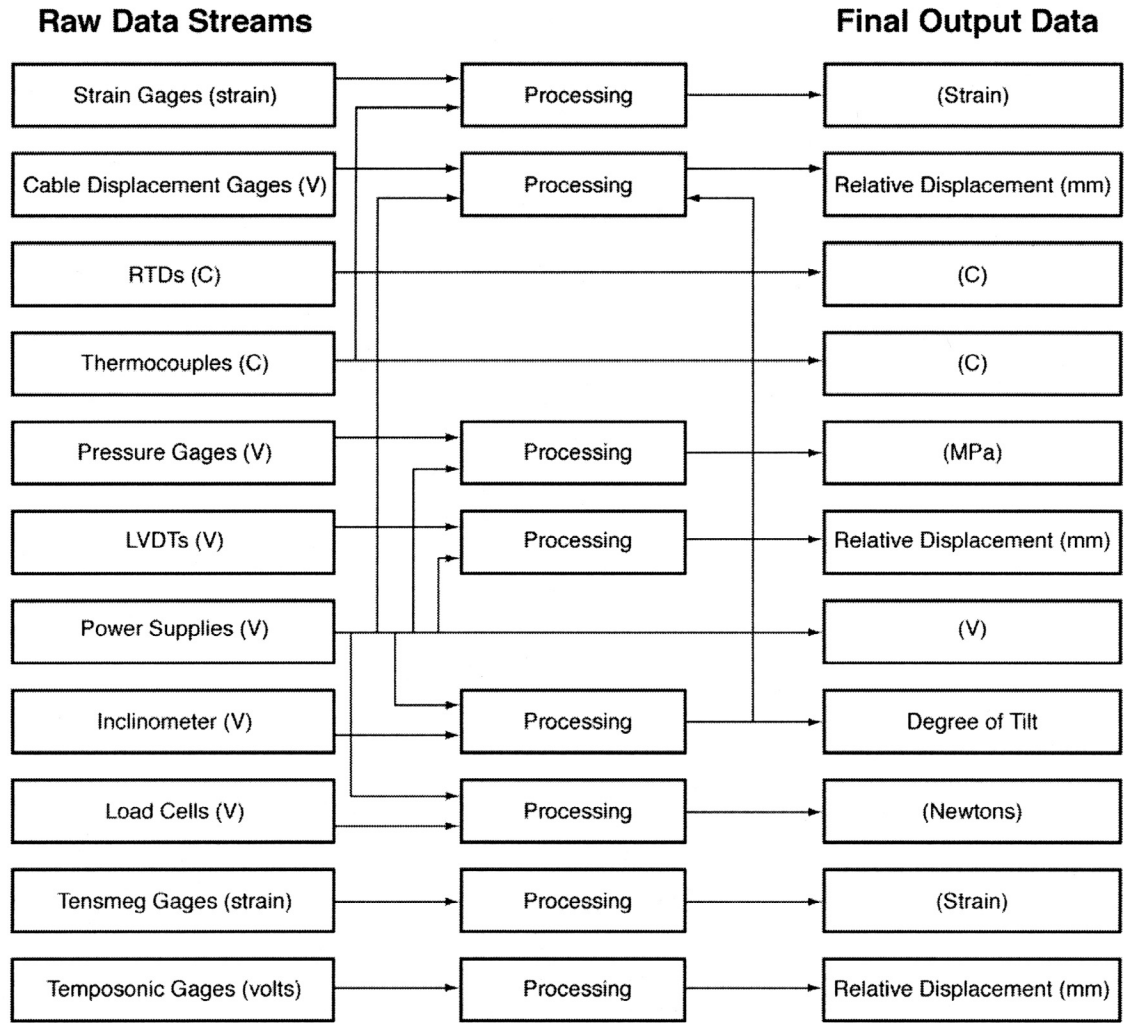 Raw Data Streams
Final Output Data
Strain Gages (strain)
Processing
(Strain)
Cable Displacement Gages (V)
Processing
Relative Displacement (mm)
RTDs (C)
(C)
Thermocouples (C)
(C)
Pressure Gages (V)
Processing
(MPa)
LVDTs (V)
Processing
Relative Displacement (mm)
Power Supplies (V)
(V)
Inclinometer (V)
Processing
Degree of Tilt
Load Cells (V)
Processing
(Newtons)
Tensmeg Gages (strain)
Processing
(Strain)
Temposonic Gages (volts)
Processing
Relative Displacement (mm)